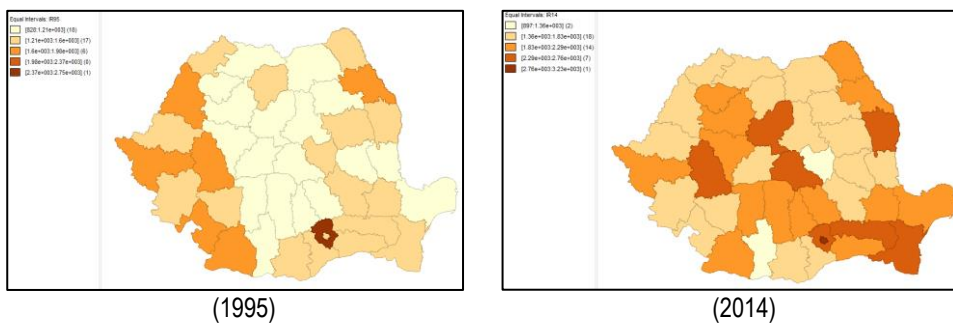 Equal Intervals: IR95
[826:1.21e+003] (18)
[1.21e+003:1.6e+003] (17)
[1.6e+003:1.98e+003] (6)
[1.98e+003:2.37e+003] (0)
[2.37e+003:2.75e+003] (1)
(1995)
Equal Intervals: IR14
[897:1.36e+003] (2)
[1.36e+003:1.83e+003] (18)
[1.83e+003:2.29e+003] (14)
[2.29e+003:2.76e+003] (7)
[2.76e+003:3.23e+003] (1)
(2014)